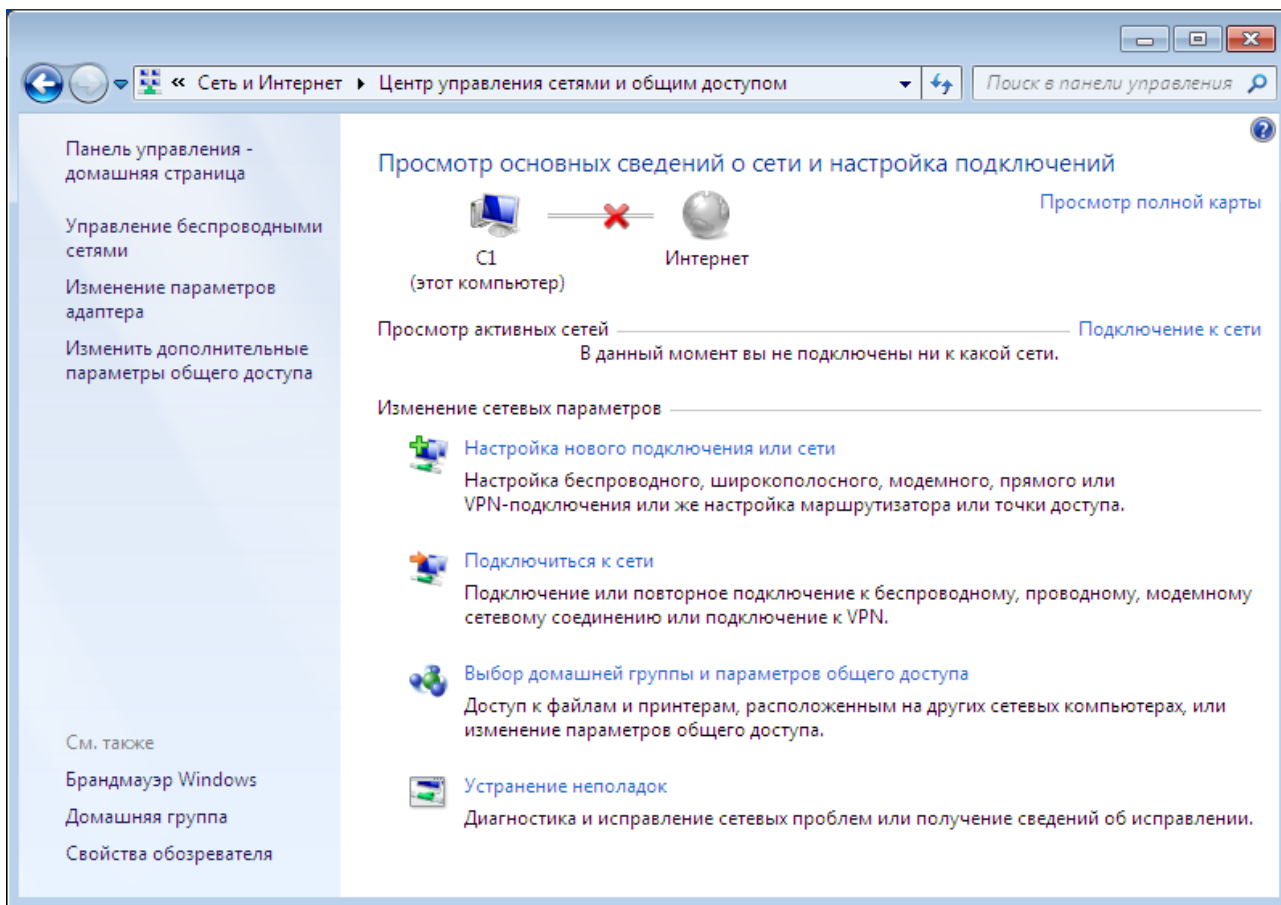 « Сеть и Интернет ▸ Центр управления сетями и общим доступом
Поиск в панели управления
Панель управления -
домашняя страница
Управление беспроводными
сетями
Изменение параметров
адаптера
Изменить дополнительные
параметры общего доступа
См. также
Брандмауэр Windows
Домашняя группа
Свойства обозревателя
Просмотр основных сведений о сети и настройка подключений
Просмотр полной карты
C1
(этот компьютер)
Интернет
Просмотр активных сетей
Подключение к сети
В данный момент вы не подключены ни к какой сети.
Изменение сетевых параметров
Настройка нового подключения или сети
Настройка беспроводного, широкополосного, модемного, прямого или
VPN-подключения или же настройка маршрутизатора или точки доступа.
Подключиться к сети
Подключение или повторное подключение к беспроводному, проводному, модемному
сетевому соединению или подключение к VPN.
Выбор домашней группы и параметров общего доступа
Доступ к файлам и принтерам, расположенным на других сетевых компьютерах, или
изменение параметров общего доступа.
Устранение неполадок
Диагностика и исправление сетевых проблем или получение сведений об исправлении.